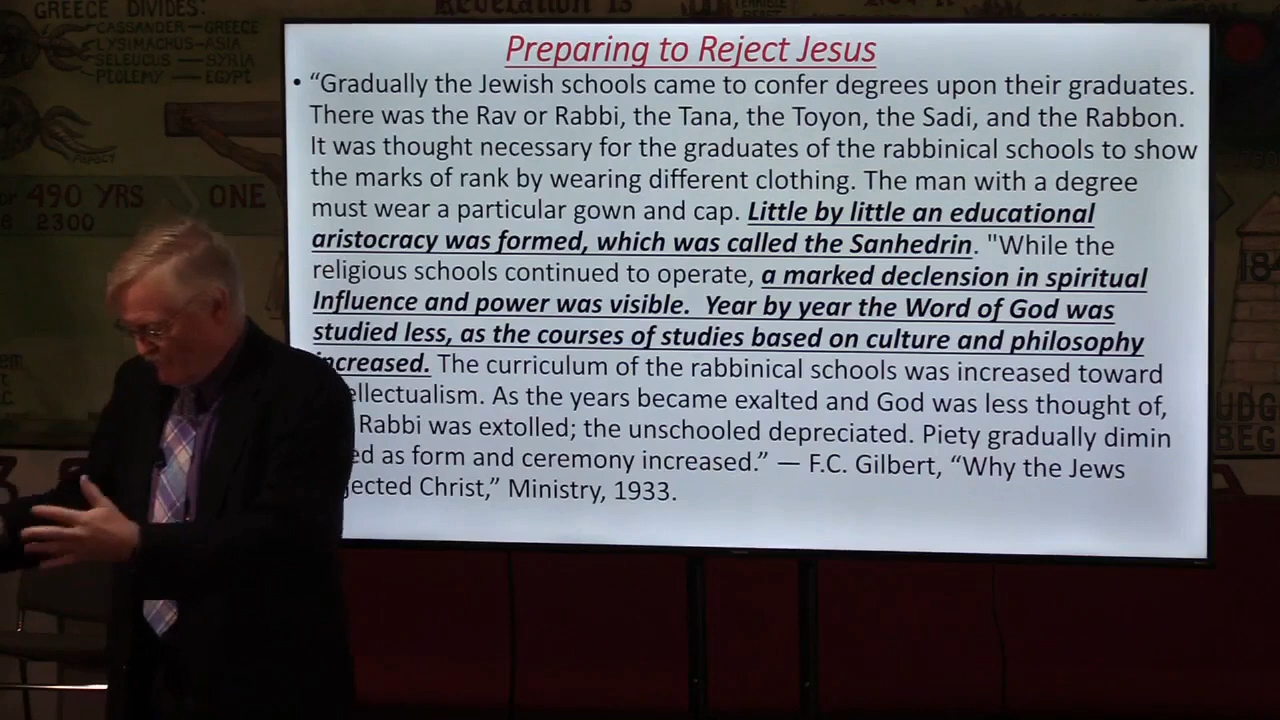 GREECE DIVIDES:
CASSANDER—GREECE
LYSIMACHUS-ASIA
SELEUCUS — SYRIA
PTOLEMY — EGYPT
490 YRS ONE
2300
184
Preparing to Reject Jesus
• “Gradually the Jewish schools came to confer degrees upon their graduates.
There was the Rav or Rabbi, the Tana, the Toyon, the Sadi, and the Rabbon.
It was thought necessary for the graduates of the rabbinical schools to show
the marks of rank by wearing different clothing. The man with a degree
must wear a particular gown and cap. Little by little an educational
aristocracy was formed, which was called the Sanhedrin. "While the
religious schools continued to operate, a marked declension in spiritual
Influence and power was visible. Year by year the Word of God was
studied less, as the courses of studies based on culture and philosophy
ncreased. The curriculum of the rabbinical schools was increased toward
ellectualism. As the years became exalted and God was less thought of,
Rabbi was extolled; the unschooled depreciated. Piety gradually dimin
ed as form and ceremony increased.” — F.C. Gilbert, “Why the Jews
jected Christ,” Ministry, 1933.